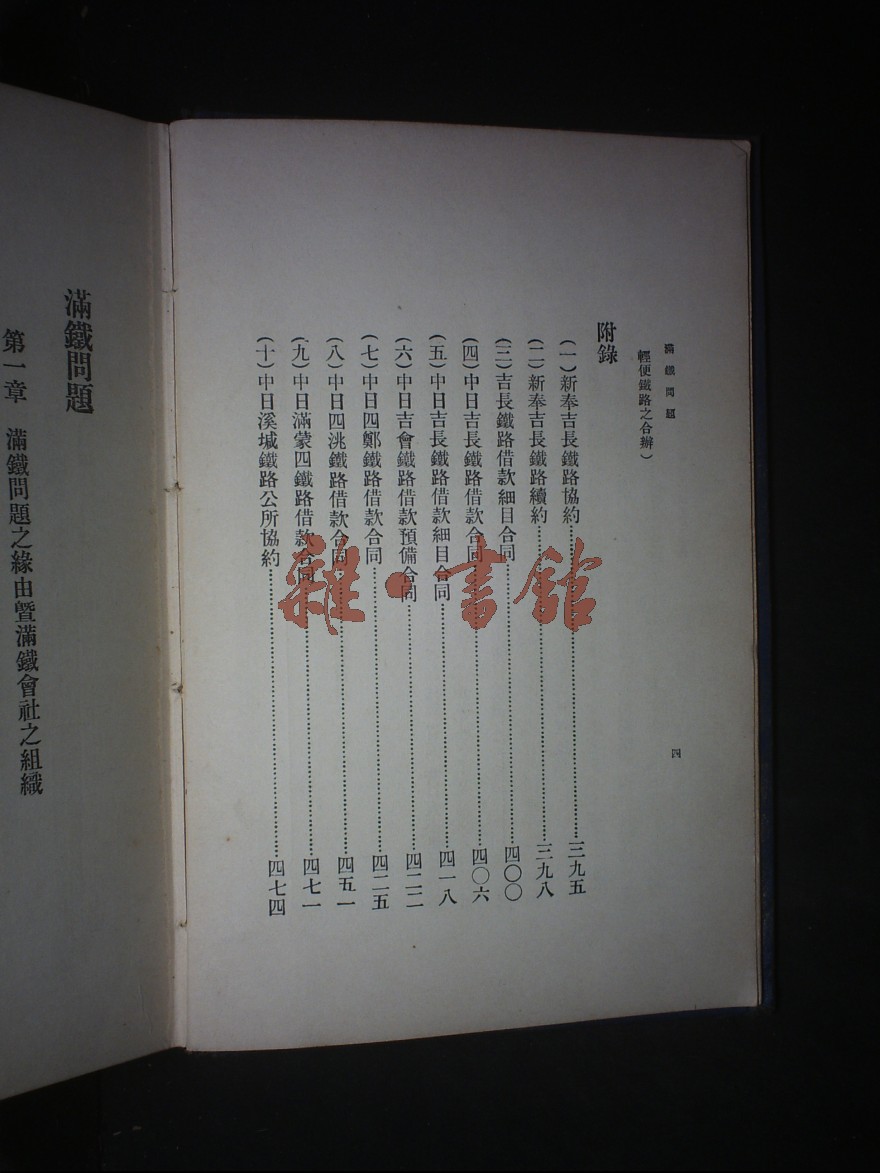 滿鐵問題
輕便鐵路之合辦）
附錄
（一）新奉吉長鐵路協約……三九五
（二）新奉吉長鐵路續約……三九八
（三）吉長鐵路借款細目合同……四〇〇
（四）中日吉長鐵路借款合同……四〇六
（五）中日吉長鐵路借款細目合同……四一八
（六）中日吉會鐵路借款預備合同……四二二
（七）中日四鄭鐵路借款合同……四二五
（八）中日四洮鐵路借款合同……四五一
（九）中日滿蒙四鐵路借款合同……四七一
（十）中日溪堿鐵路公所協約……四七四
四
滿鐵問題
第一章　滿鐵問題之緣由暨滿鐵會社之組織
雜·書館